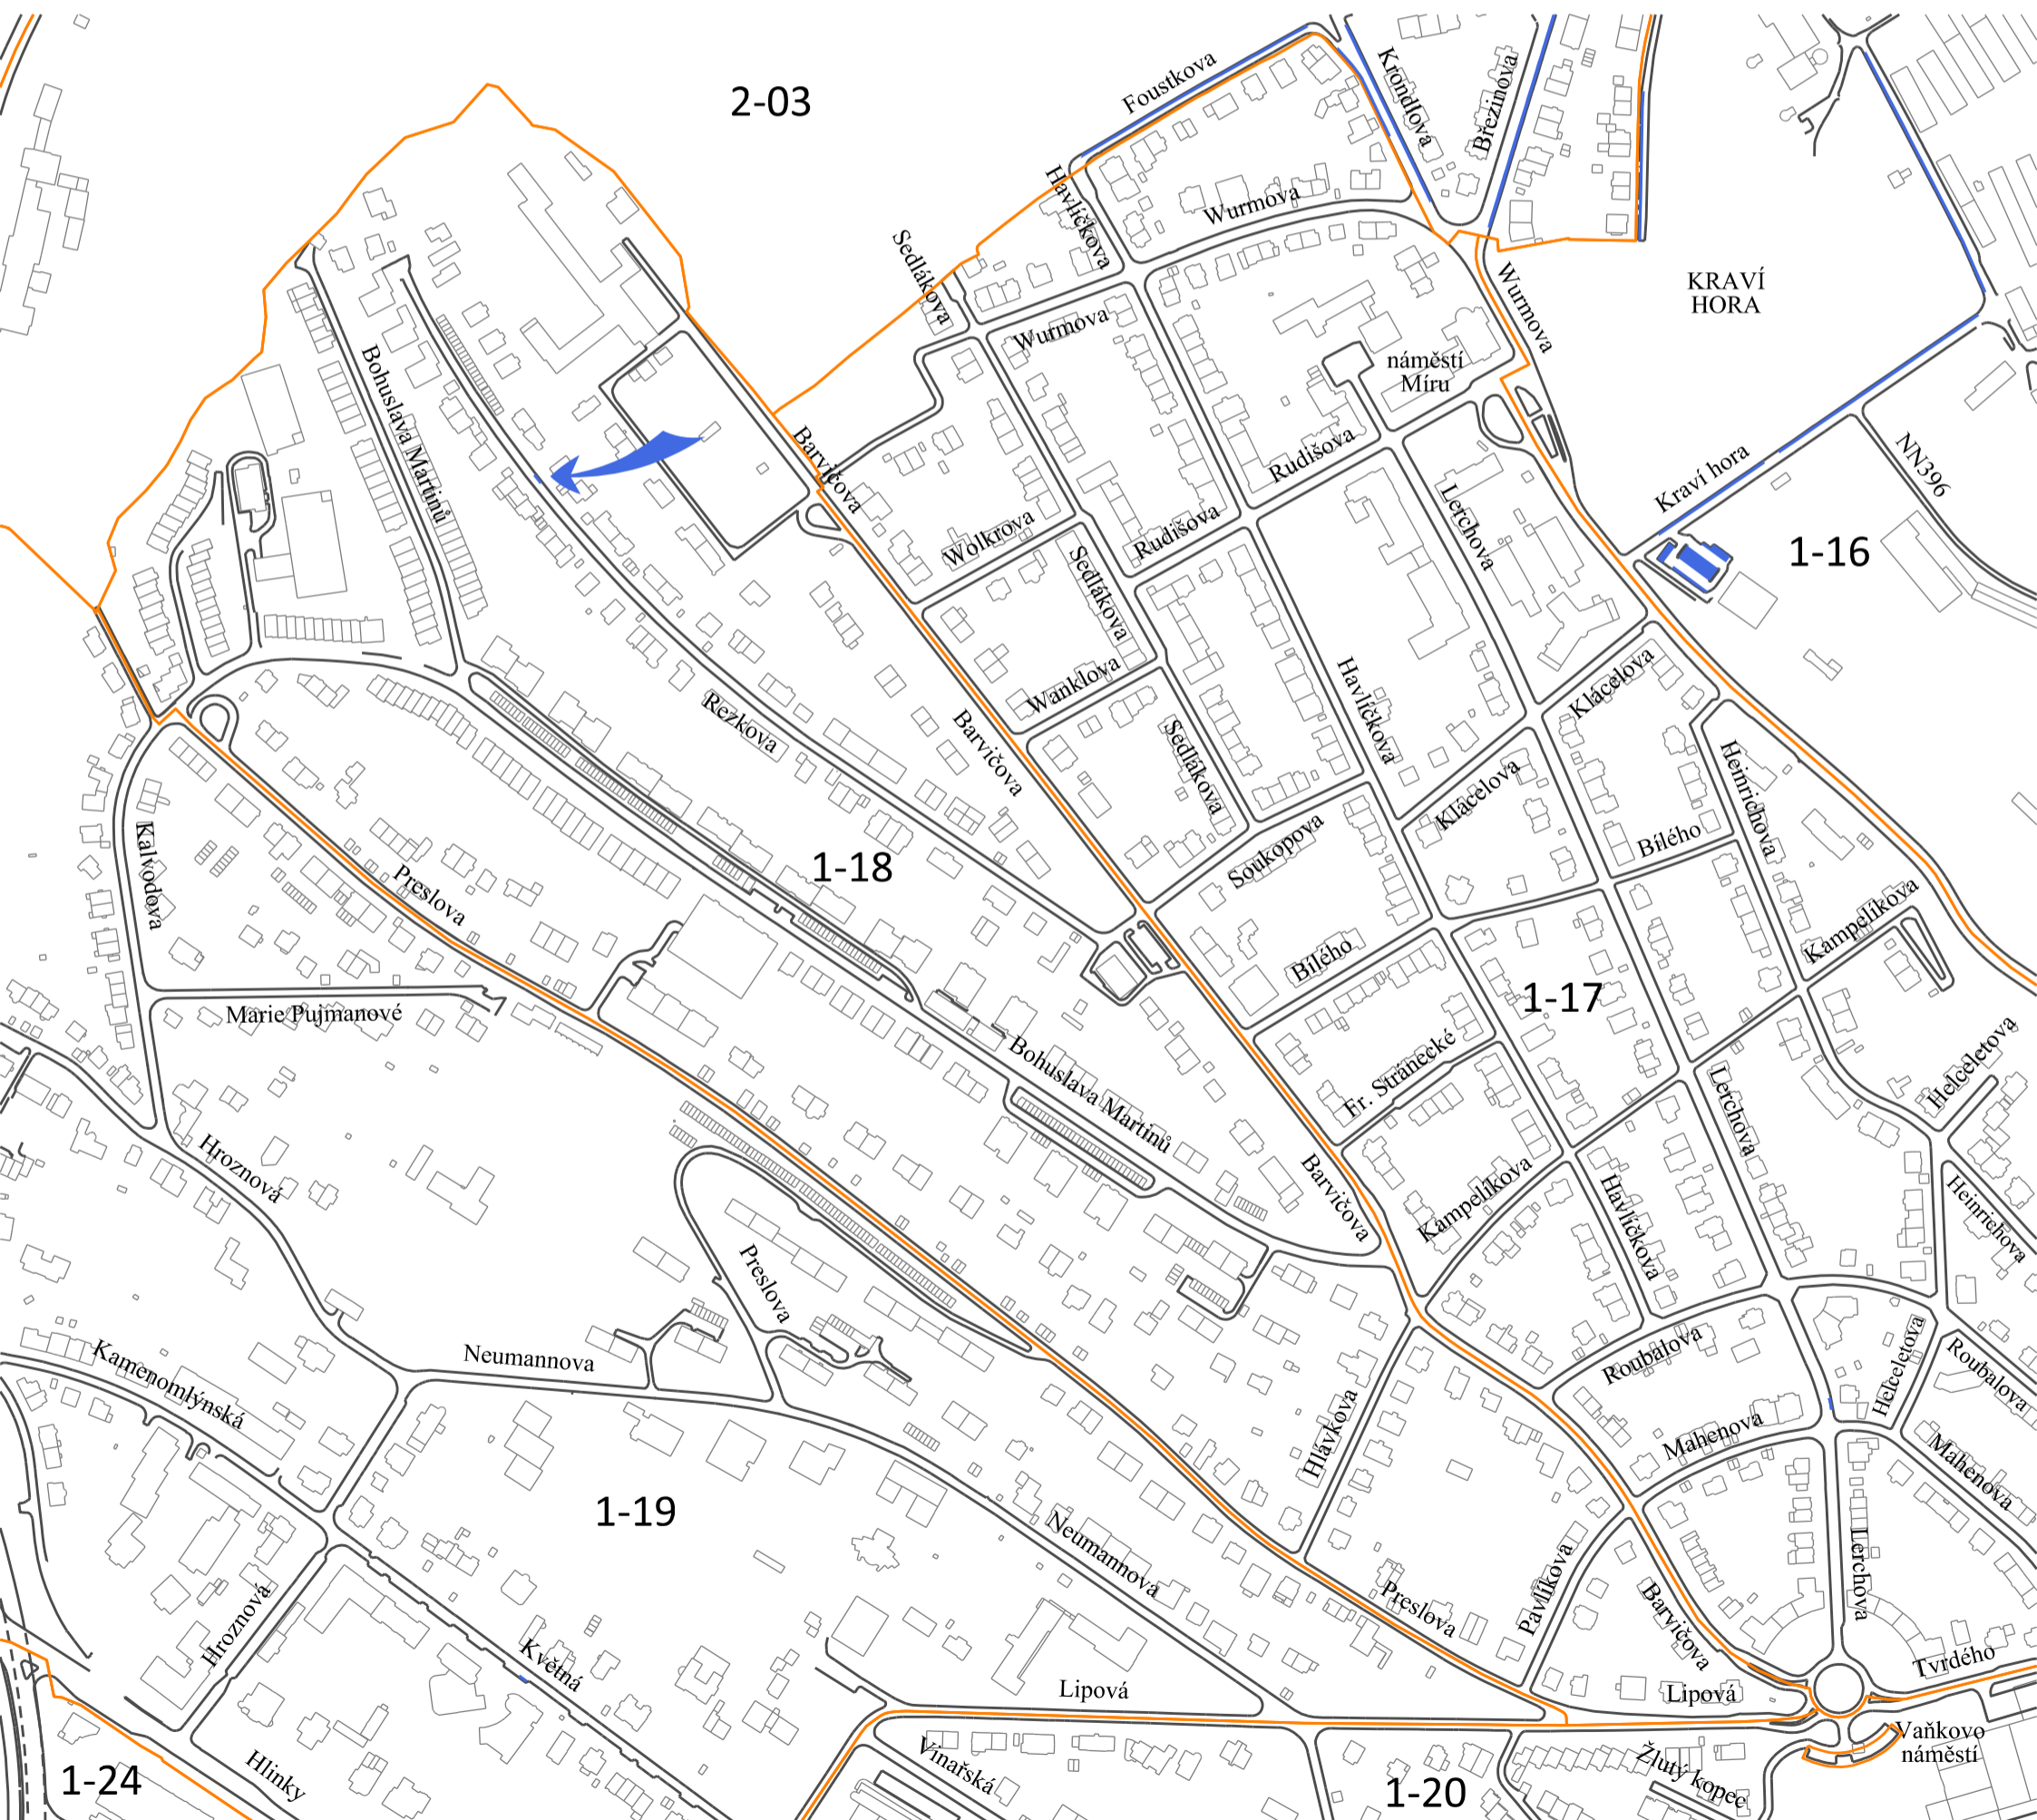 2-03
Foustkova
Krondlova
Březinova
Havlíčkova
Wurmova
Sedlákova
Wurmova
Wurmova
KRAVÍ
HORA
náměstí
Míru
Bohuslava Martinů
Barvičova
Rudišova
Kraví hora
NN396
Lerchova
Wolkrova
Rudišova
Sedlákova
1-16
Wanklova
Klácelova
Havlíčkova
Rezkova
Barvičova
Sedlákova
Heinrichova
Klácelova
Kalvodova
Preslova
1-18
Soukopova
Bílého
Kampelíkova
Bílého
1-17
Marie Pujmanové
Bohuslava Martinů
Fr. Stránecké
Helceletova
Lerchova
Hroznová
Barvičova
Kampelíkova
Havlíčkova
Heinrichova
Preslova
Neumannova
Kamenomlýnská
Roubalova
Helceletova
Roubalova
Hlávkova
Mahenova
Mahenova
1-19
Neumannova
Preslova
Pavlíkova
Lerchova
Hroznová
Květná
Barvičova
Tvrdého
Lipová
Lipová
Vaňkovo
náměstí
Vinařská
Žlutý kopec
Hlinky
1-24
1-20